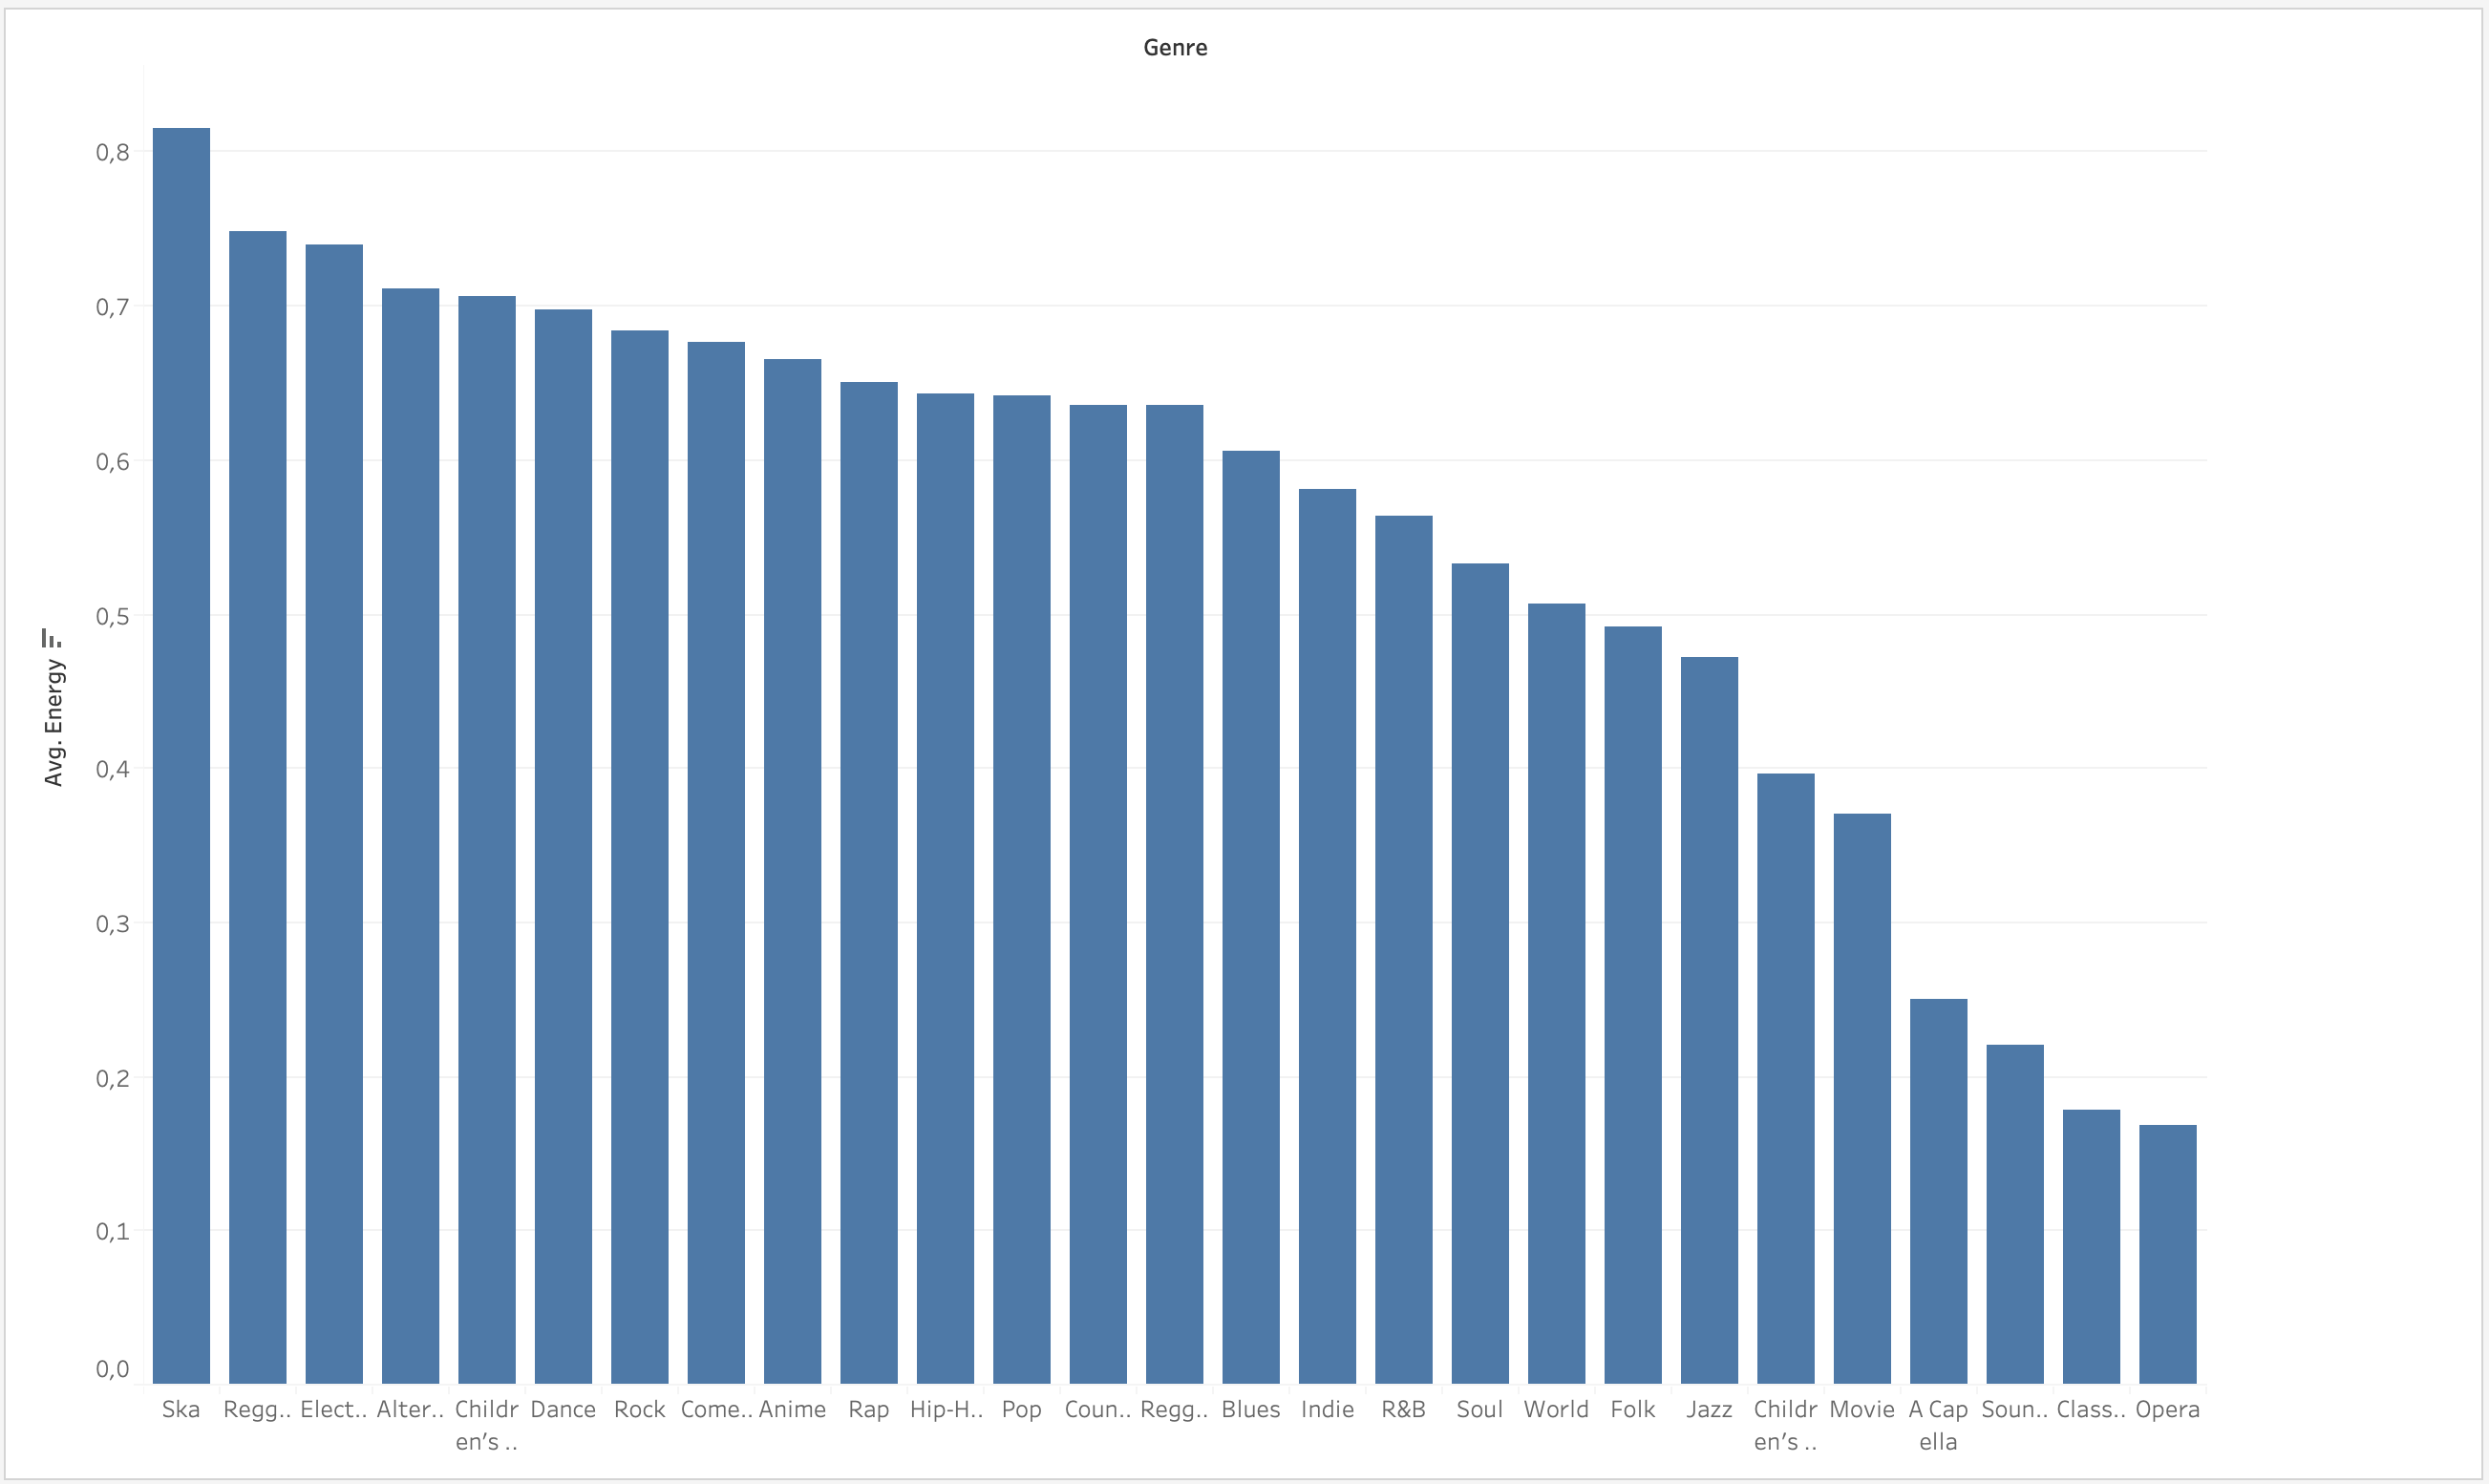 Genre
Avg. Energy
0,8
0,7
0,6
0,5
0,4
0,3
0,2
0,1
0,0
Ska Regg.. Elect.. Alter.. Childr Dance Rock Come.. Anime Rap Hip-H.. Pop Coun.. Regg.. Blues Indie R&B Soul World Folk Jazz Childr Movie A Cap Soun.. Class.. Opera
en’s .. en’s .. ella